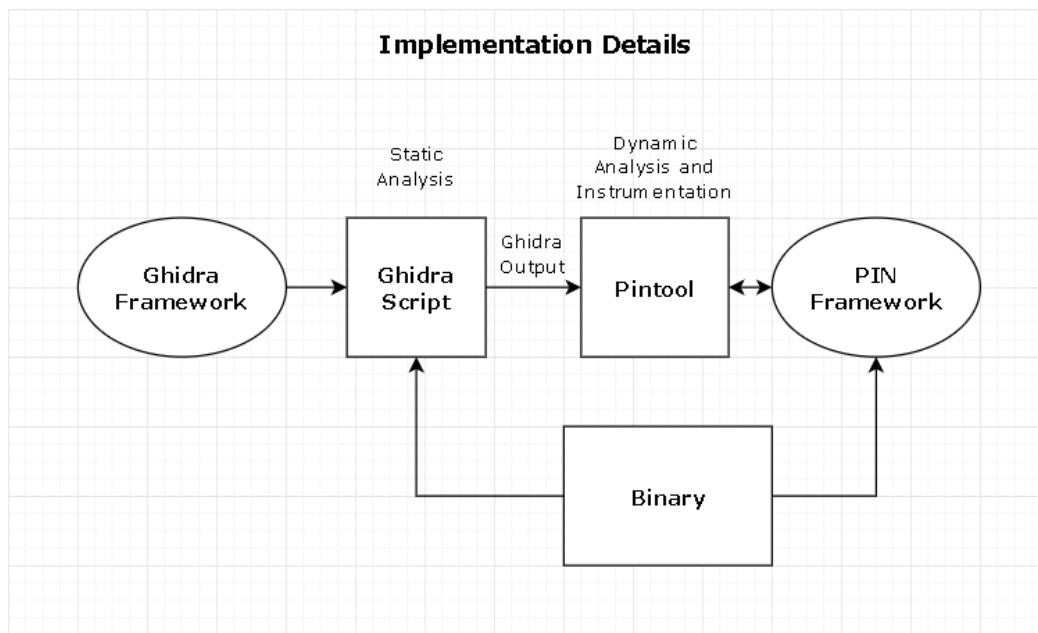 Implementation Details
Static
Analysis
Dynamic
Analysis and
Instrumentation
Ghidra
Framework
Ghidra
Script
Ghidra
Output
Pintool
PIN
Framework
Binary